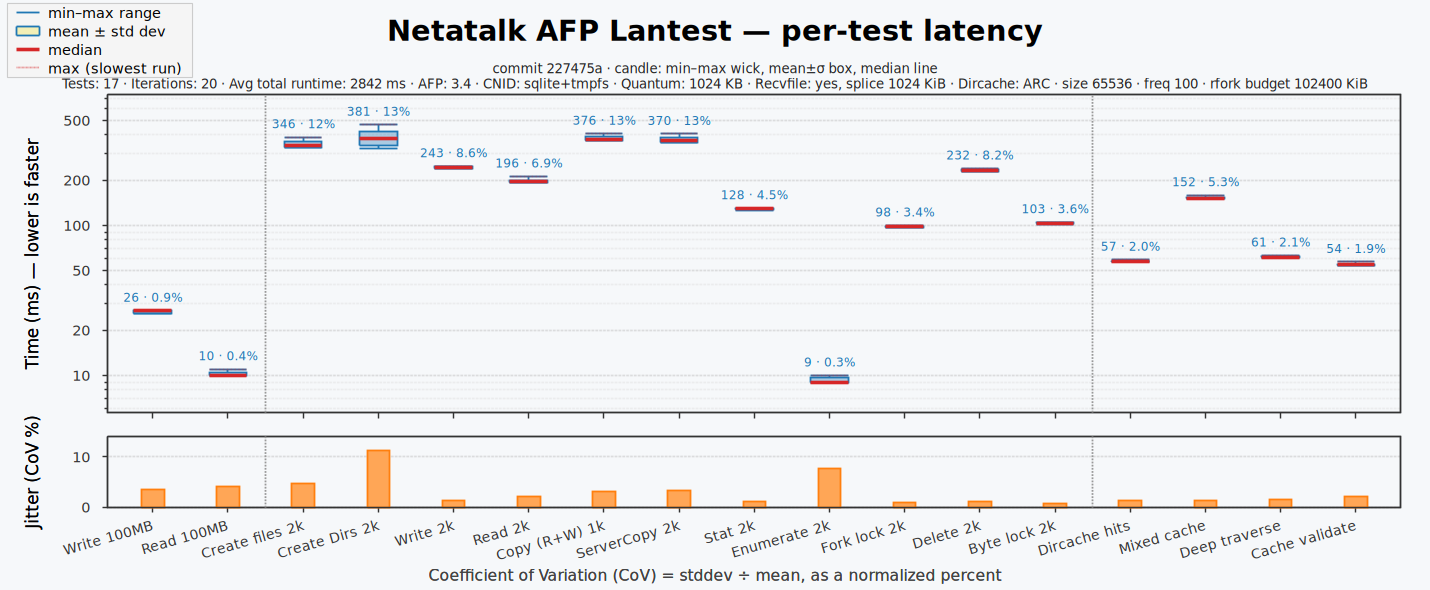 min–max range
mean ± std dev
median
max (slowest run)
Netatalk AFP Lantest — per-test latency
commit 227475a · candle: min–max wick, mean±σ box, median line
Tests: 17 · Iterations: 20 · Avg total runtime: 2842 ms · AFP: 3.4 · CNID: sqlite+tmpfs · Quantum: 1024 KB · Recvfile: yes, splice 1024 KiB · Dircache: ARC · size 65536 · freq 100 · rfork budget 102400 KiB
Time (ms) — lower is faster
500
200
100
50
20
10
26 · 0.9%
10 · 0.4%
346 · 12%
381 · 13%
243 · 8.6%
196 · 6.9%
376 · 13%
370 · 13%
128 · 4.5%
9 · 0.3%
98 · 3.4%
232 · 8.2%
103 · 3.6%
57 · 2.0%
152 · 5.3%
61 · 2.1%
54 · 1.9%
Jitter (CoV %)
10
0
Write 100MB
Read 100MB
Create files 2k
Create Dirs 2k
Write 2k
Read 2k
Copy (R+W) 1k
ServerCopy 2k
Stat 2k
Enumerate 2k
Fork lock 2k
Delete 2k
Byte lock 2k
Dircache hits
Mixed cache
Deep traverse
Cache validate
Coefficient of Variation (CoV) = stddev ÷ mean, as a normalized percent